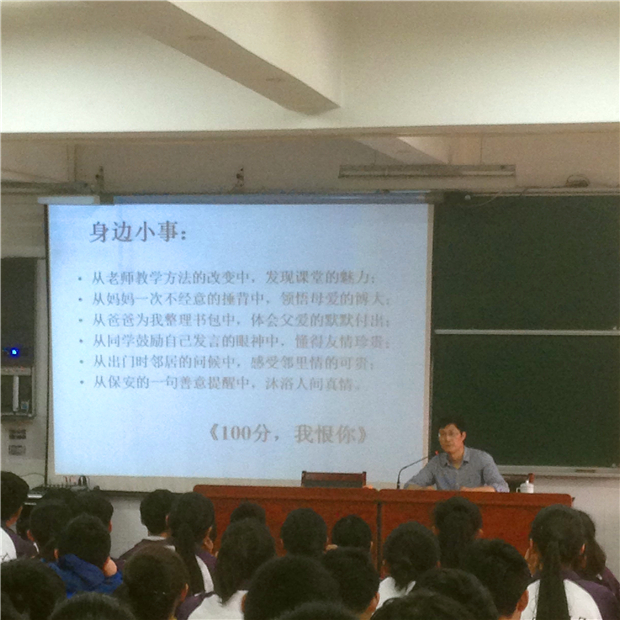 身边小事：
• 从老师教学方法的改变中，发现课堂的魅力；
• 从妈妈一次不经意的捶背中，领悟母爱的博大；
• 从爸爸为我整理书包中，体会父爱的默默付出；
• 从同学鼓励自己发言的眼神中，懂得友情珍贵；
• 从出门时邻居的问候中，感受邻里情的可贵；
• 从保安的一句善意提醒中，沐浴人间真情。
《100分，我恨你》